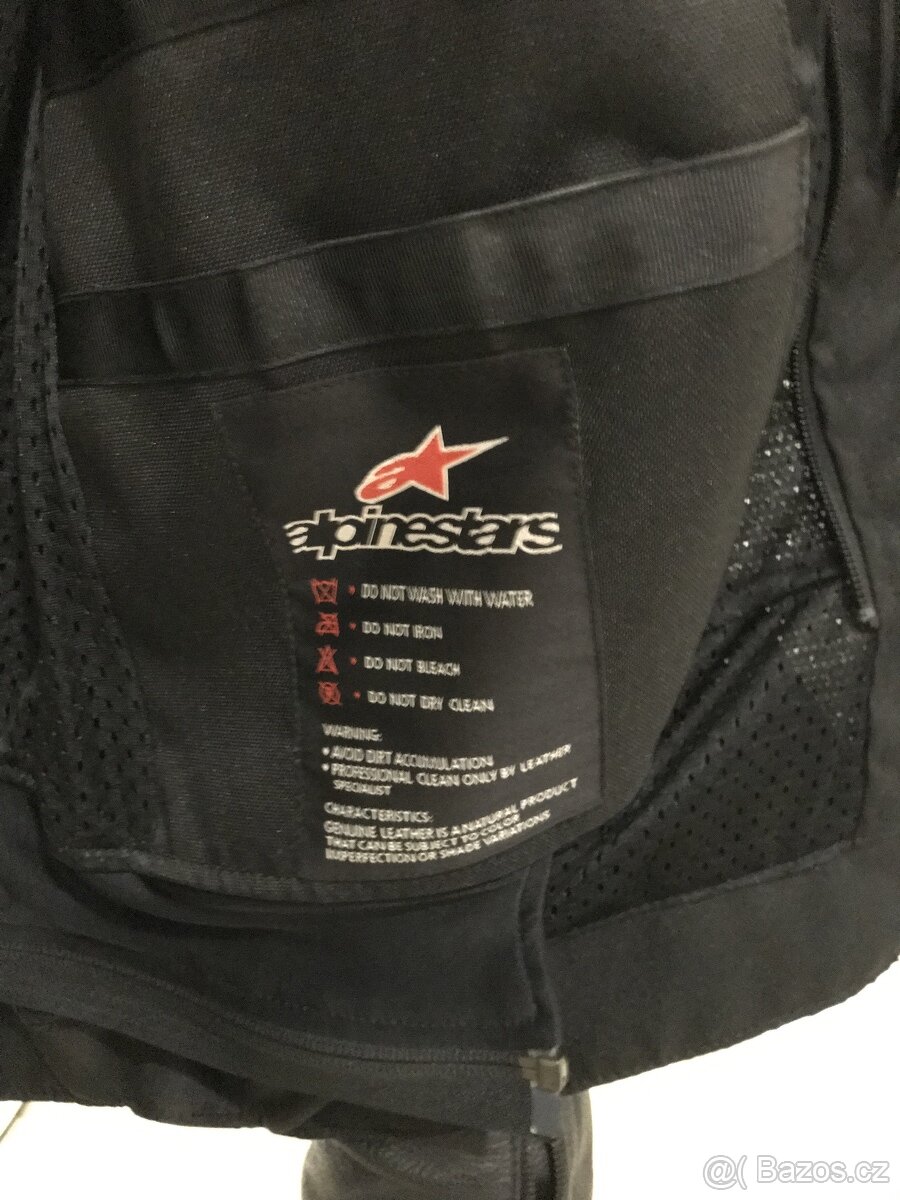 alpinestars
• DO NOT WASH WITH WATER
• DO NOT IRON
• DO NOT BLEACH
• DO NOT DRY CLEAN
WARNING:
• AVOID DIRT ACCUMULATION
• PROFESSIONAL CLEAN ONLY BY LEATHER
SPECIALIST
CHARACTERISTICS:
GENUINE LEATHER IS A NATURAL PRODUCT
THAT CAN BE SUBJECT TO COLOR
IMPERFECTION OR SHADE VARIATIONS
@( Bazos.cz